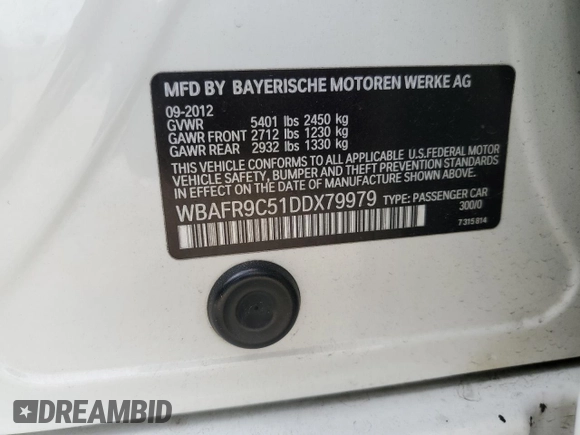 MFD BY BAYERISCHE MOTOREN WERKE AG
09-2012
GVWR 5401 lbs 2450 kg
GAWR FRONT 2712 lbs 1230 kg
GAWR REAR 2932 lbs 1330 kg
THIS VEHICLE CONFORMS TO ALL APPLICABLE U.S.FEDERAL MOTOR
VEHICLE SAFETY, BUMPER AND THEFT PREVENTION STANDARDS
IN EFFECT ON THE DATE OF MANUFACTURE SHOWN ABOVE.
WBAFR9C51DDX79979 TYPE: PASSENGER CAR
300/0
7315814
DREAMBID